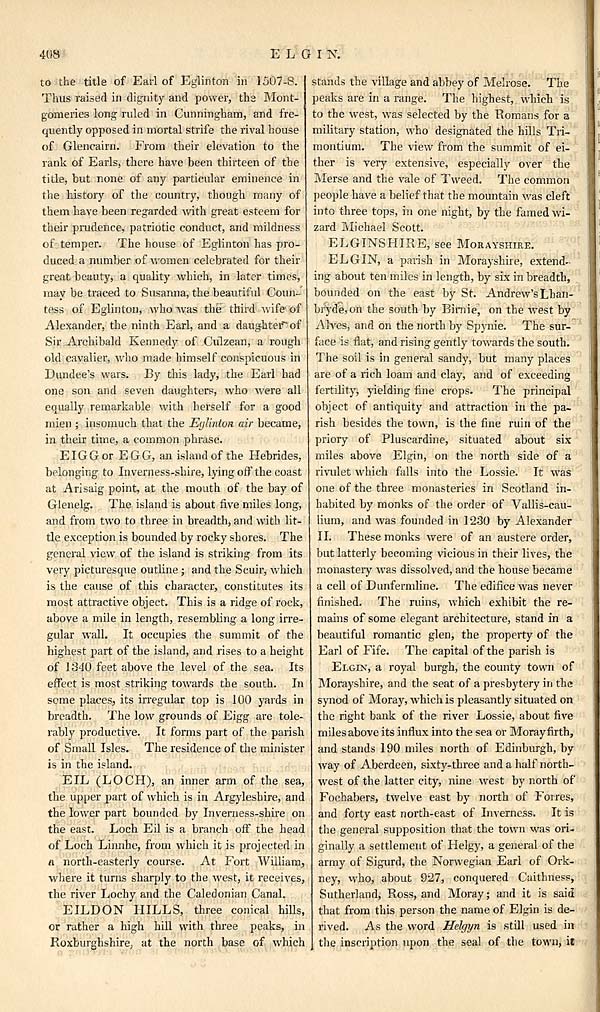 408
ELGIN.
to the title of Earl of Eglinton in 1507-8.
Thus raised in dignity and power, the Mont-
gomeries long ruled in Cunningham, and fre-
quently opposed in mortal strife the rival house
of Glencairn. From their elevation to the
rank of Earls, there have been thirteen of the
title, but none of any particular eminence in
the history of the country, though many of
them have been regarded with great esteem for
their prudence, patriotic conduct, and mildness
of temper. The house of Eglinton has pro-
duced a number of women celebrated for their
great beauty, a quality which, in later times,
may be traced to Susanna, the beautiful Coun-
tess of Eglinton, who was the third wife of
Alexander, the ninth Earl, and a daughter of
Sir Archibald Kennedy of Culzean, a rough
old cavalier, who made himself conspicuous in
Dundee's wars. By this lady, the Earl had
one son and seven daughters, who were all
equally remarkable with herself for a good
mien; insomuch that the Eglinton air became,
in their time, a common phrase.
EIGG or EGG, an island of the Hebrides,
belonging to Inverness-shire, lying off the coast
at Arisaig point, at the mouth of the bay of
Glenelg. The island is about five miles long,
and from two to three in breadth, and with lit-
tle exception is bounded by rocky shores. The
general view of the island is striking from its
very picturesque outline; and the Scuir, which
is the cause of this character, constitutes its
most attractive object. This is a ridge of rock,
above a mile in length, resembling a long irre-
gular wall. It occupies the summit of the
highest part of the island, and rises to a height
of 1340 feet above the level of the sea. Its
effect is most striking towards the south. In
some places, its irregular top is 100 yards in
breadth. The low grounds of Eigg are tole-
rably productive. It forms part of the parish
of Small Isles. The residence of the minister
is in the island.
EIL (LOCH), an inner arm of the sea,
the upper part of which is in Argyleshire, and
the lower part bounded by Inverness-shire on
the east. Loch Eil is a branch off the head
of Loch Linnhe, from which it is projected in
a north-easterly course. At Fort William,
where it turns sharply to the west, it receives,
the river Lochy and the Caledonian Canal.
EILDON HILLS, three conical hills,
or rather a high hill with three peaks, in
Roxburghshire, at the north base of which
stands the village and abbey of Melrose. The
peaks are in a range. The highest, which is
to the west, was selected by the Romans for a
military station, who designated the hills Tri-
montium. The view from the summit of ei-
ther is very extensive, especially over the
Merse and the vale of Tweed. The common
people have a belief that the mountain was cleft
into three tops, in one night, by the famed wi-
zard Michael Scott.
ELGINSHIRE, see MORAYSHIRE.
ELGIN, a parish in Morayshire, extend-
ing about ten miles in length, by six in breadth,
bounded on the east by St. Andrew's Lhan-
bryde, on the south by Birnie, on the west by
Alves, and on the north by Spynie. The sur-
face is flat, and rising gently towards the south.
The soil is in general sandy, but many places
are of a rich loam and clay, and of exceeding
fertility, yielding fine crops. The principal
object of antiquity and attraction in the pa-
rish besides the town, is the fine ruin of the
priory of Pluscardine, situated about six
miles above Elgin, on the north side of a
rivulet which falls into the Lossie. It was
one of the three monasteries in Scotland in-
habited by monks of the order of Vallis-cau-
lium, and was founded in 1230 by Alexander
II. These monks were of an austere order,
but latterly becoming vicious in their lives, the
monastery was dissolved, and the house became
a cell of Dunfermline. The edifice was never
finished. The ruins, which exhibit the re-
mains of some elegant architecture, stand in a
beautiful romantic glen, the property of the
Earl of Fife. The capital of the parish is
ELGIN, a royal burgh, the county town of
Morayshire, and the seat of a presbytery in the
synod of Moray, which is pleasantly situated on
the right bank of the river Lossie, about five
miles above its influx into the sea or Moray firth,
and stands 190 miles north of Edinburgh, by
way of Aberdeen, sixty-three and a half north-
west of the latter city, nine west by north of
Fochabers, twelve east by north of Forres,
and forty east north-east of Inverness. It is
the general supposition that the town was ori-
ginally a settlement of Helgy, a general of the
army of Sigurd, the Norwegian Earl of Ork-
ney, who, about 927, conquered Caithness,
Sutherland, Ross, and Moray; and it is said
that from this person the name of Elgin is de-
rived. As the word Helgyn is still used in
the inscription upon the seal of the town, it